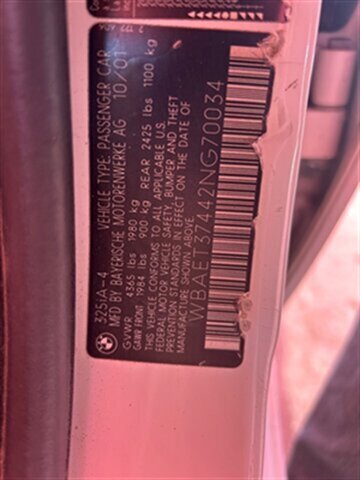 325iA-4 VEHICLE TYPE: PASSENGER CAR
MFD BY BAYERISCHE MOTORENWERKE AG 10/01
GVWR 4365 lbs 1980 kg
GAWR FRONT 1984 lbs 900 kg REAR 2425 lbs 1100 kg
THIS VEHICLE CONFORMS TO ALL APPLICABLE U.S.
FEDERAL MOTOR VEHICLE SAFETY, BUMPER AND THEFT
PREVENTION STANDARDS IN EFFECT ON THE DATE OF
MANUFACTURE SHOWN ABOVE.
WBAET37442NG70034